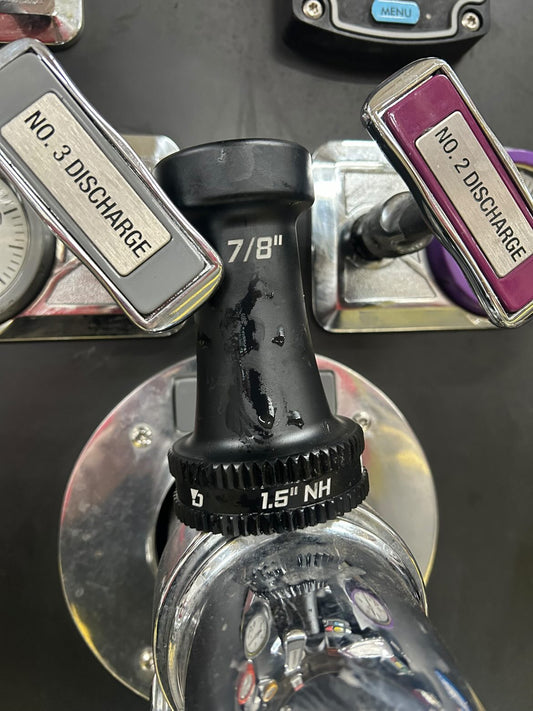 MENU
NO. 3 DISCHARGE
NO. 2 DISCHARGE
7/8"
1.5" NH